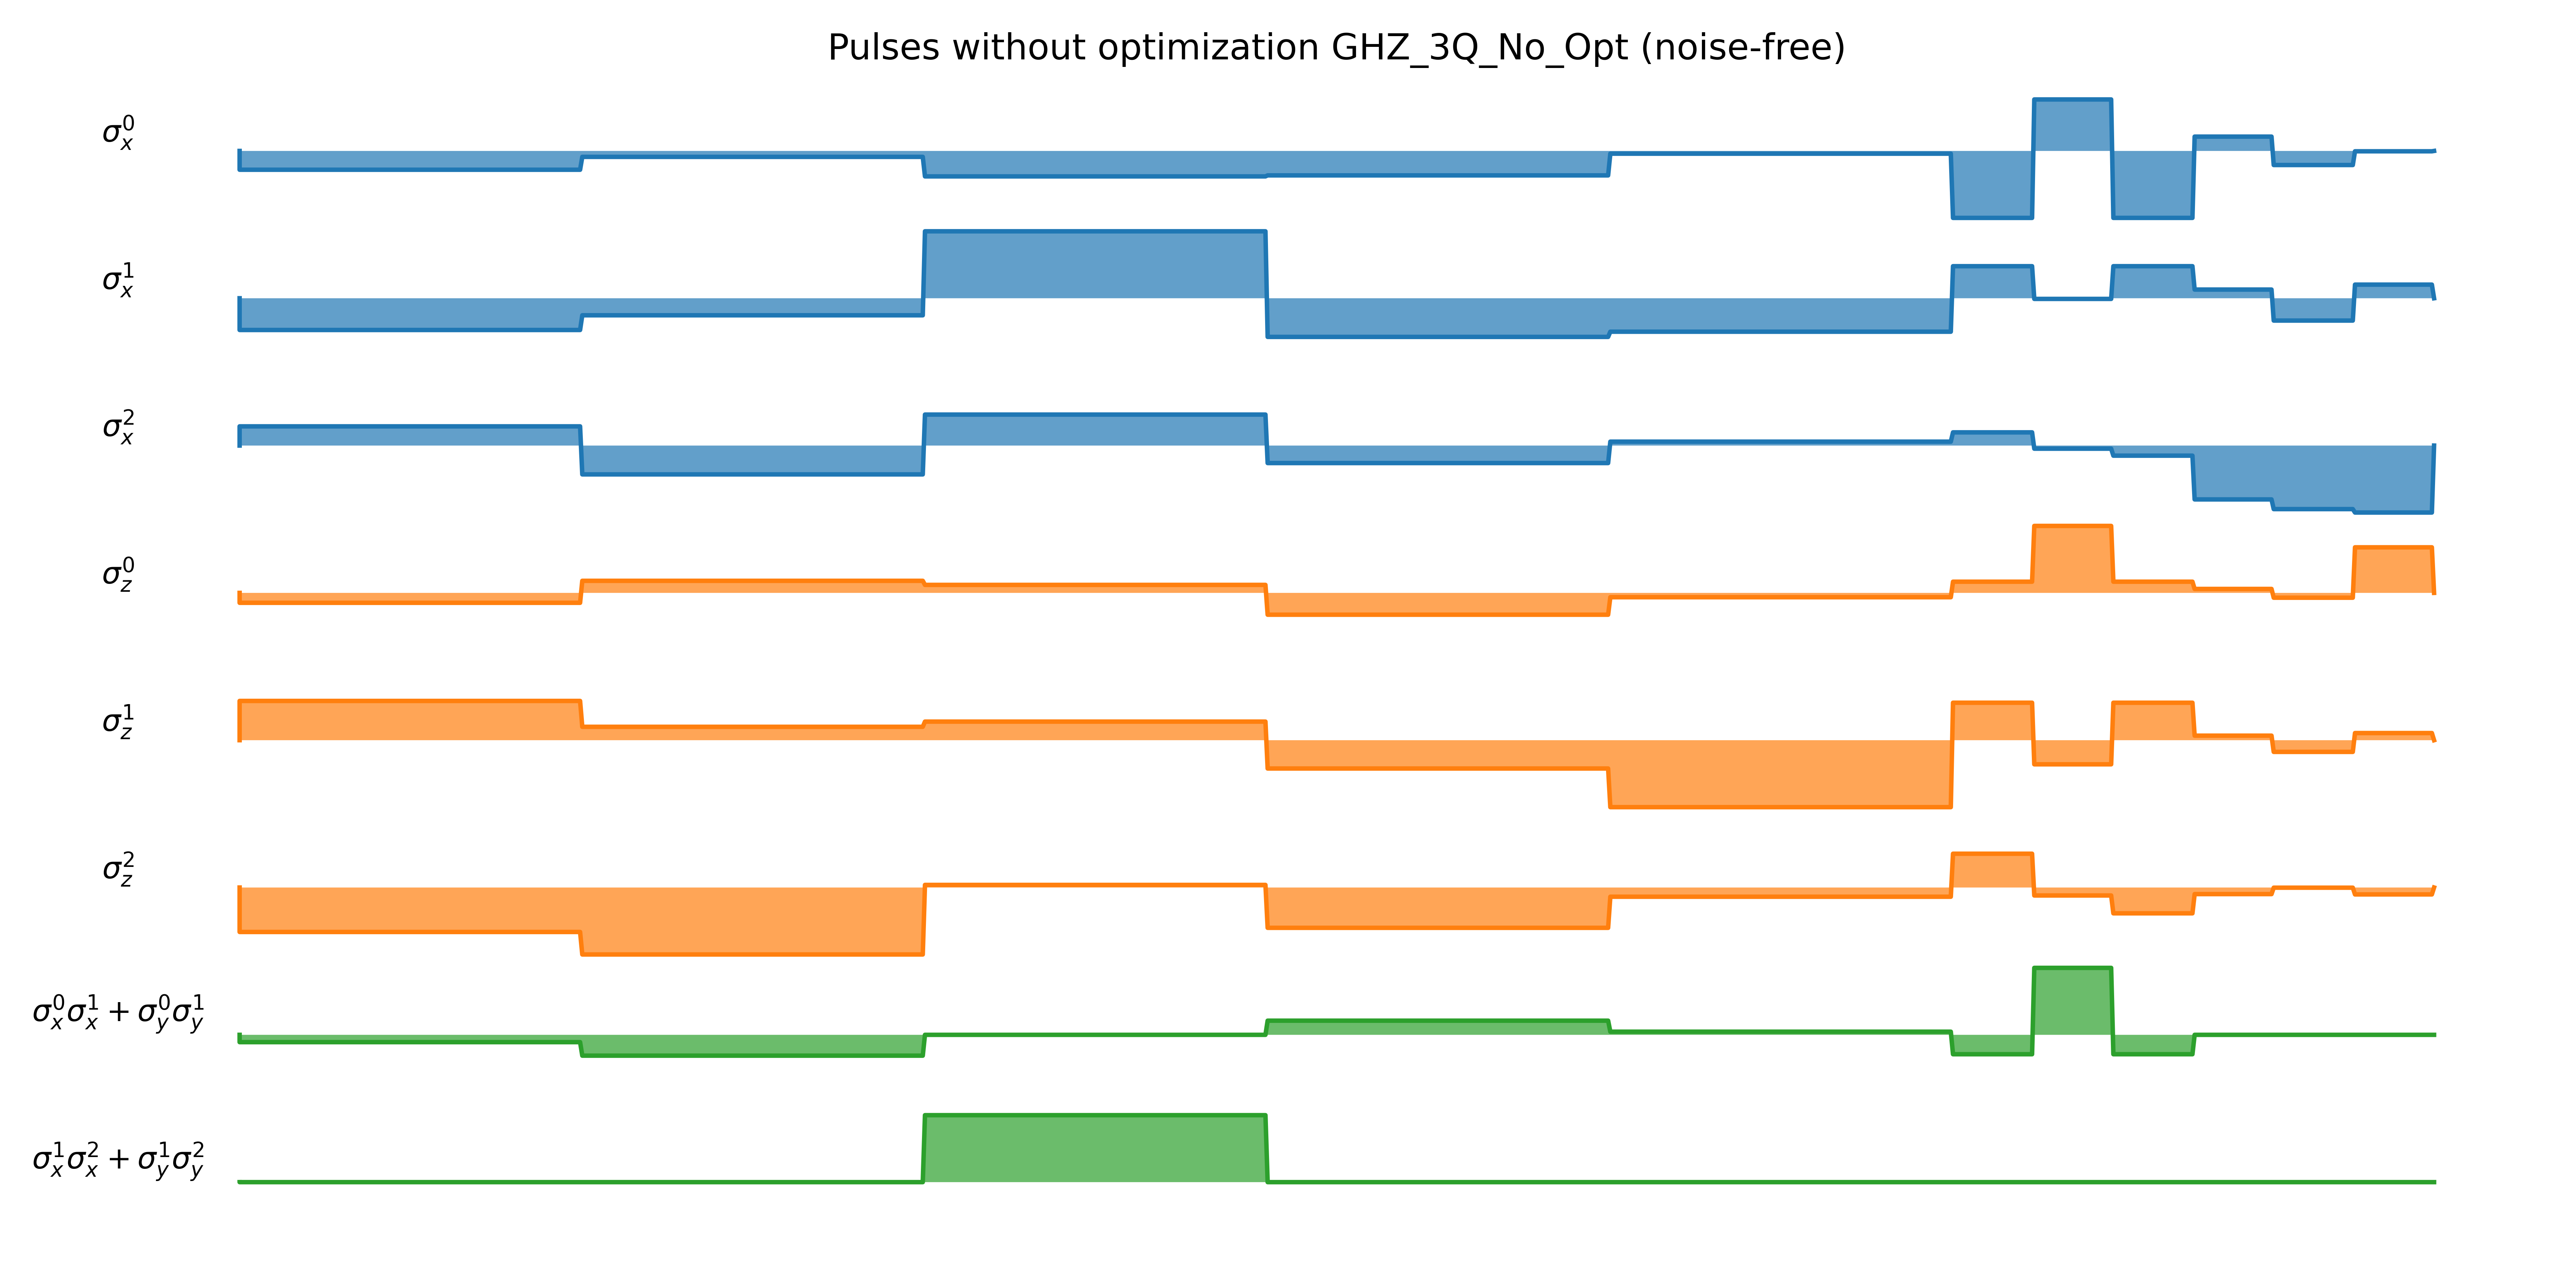 Pulses without optimization GHZ_3Q_No_Opt (noise-free)
σ_x^0
σ_x^1
σ_x^2
σ_z^0
σ_z^1
σ_z^2
σ_x^0σ_x^1 + σ_y^0σ_y^1
σ_x^1σ_x^2 + σ_y^1σ_y^2